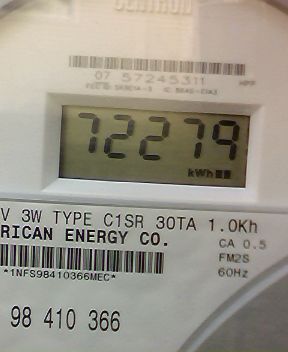 CENTRON
07 57245311
72279
kWh
V 3W TYPE C1SR 30TA 1.0Kh
RICAN ENERGY CO.
CA 0.5
FM2S
60Hz
*1NFS98410366MEC*
98 410 366